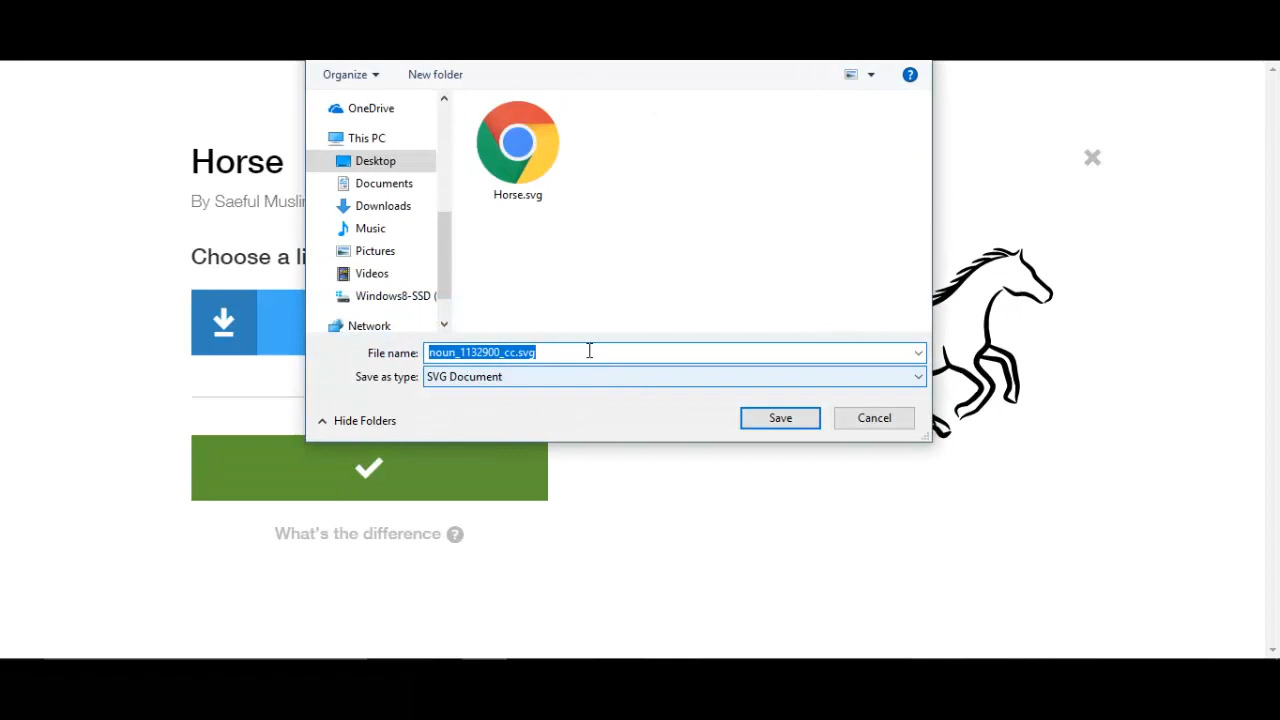 Organize
New folder
?
OneDrive
This PC
Desktop
Documents
Downloads
Music
Pictures
Videos
Windows8-SSD (
Network
Horse.svg
File name: noun_1132900_cc.svg
Save as type: SVG Document
Hide Folders
Save
Cancel
Horse
By Saeful Muslim
Choose a li
What's the difference ?